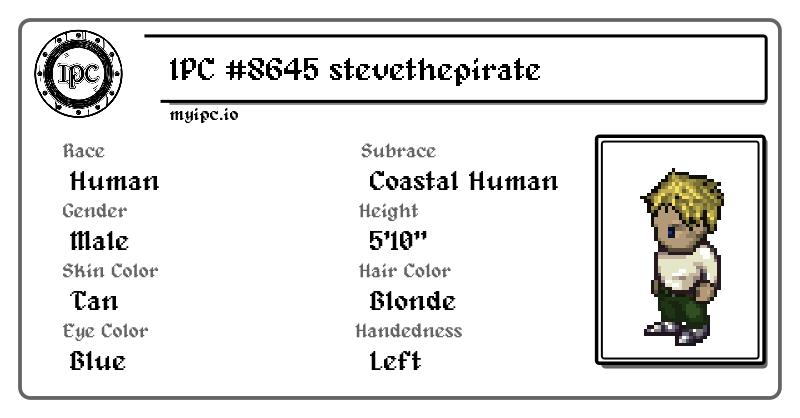 IPC
IPC #8645 stevethepirate
myipc.io
Race
Human
Subrace
Coastal Human
Gender
Male
Height
5'10"
Skin Color
Tan
Hair Color
Blonde
Eye Color
Blue
Handedness
Left